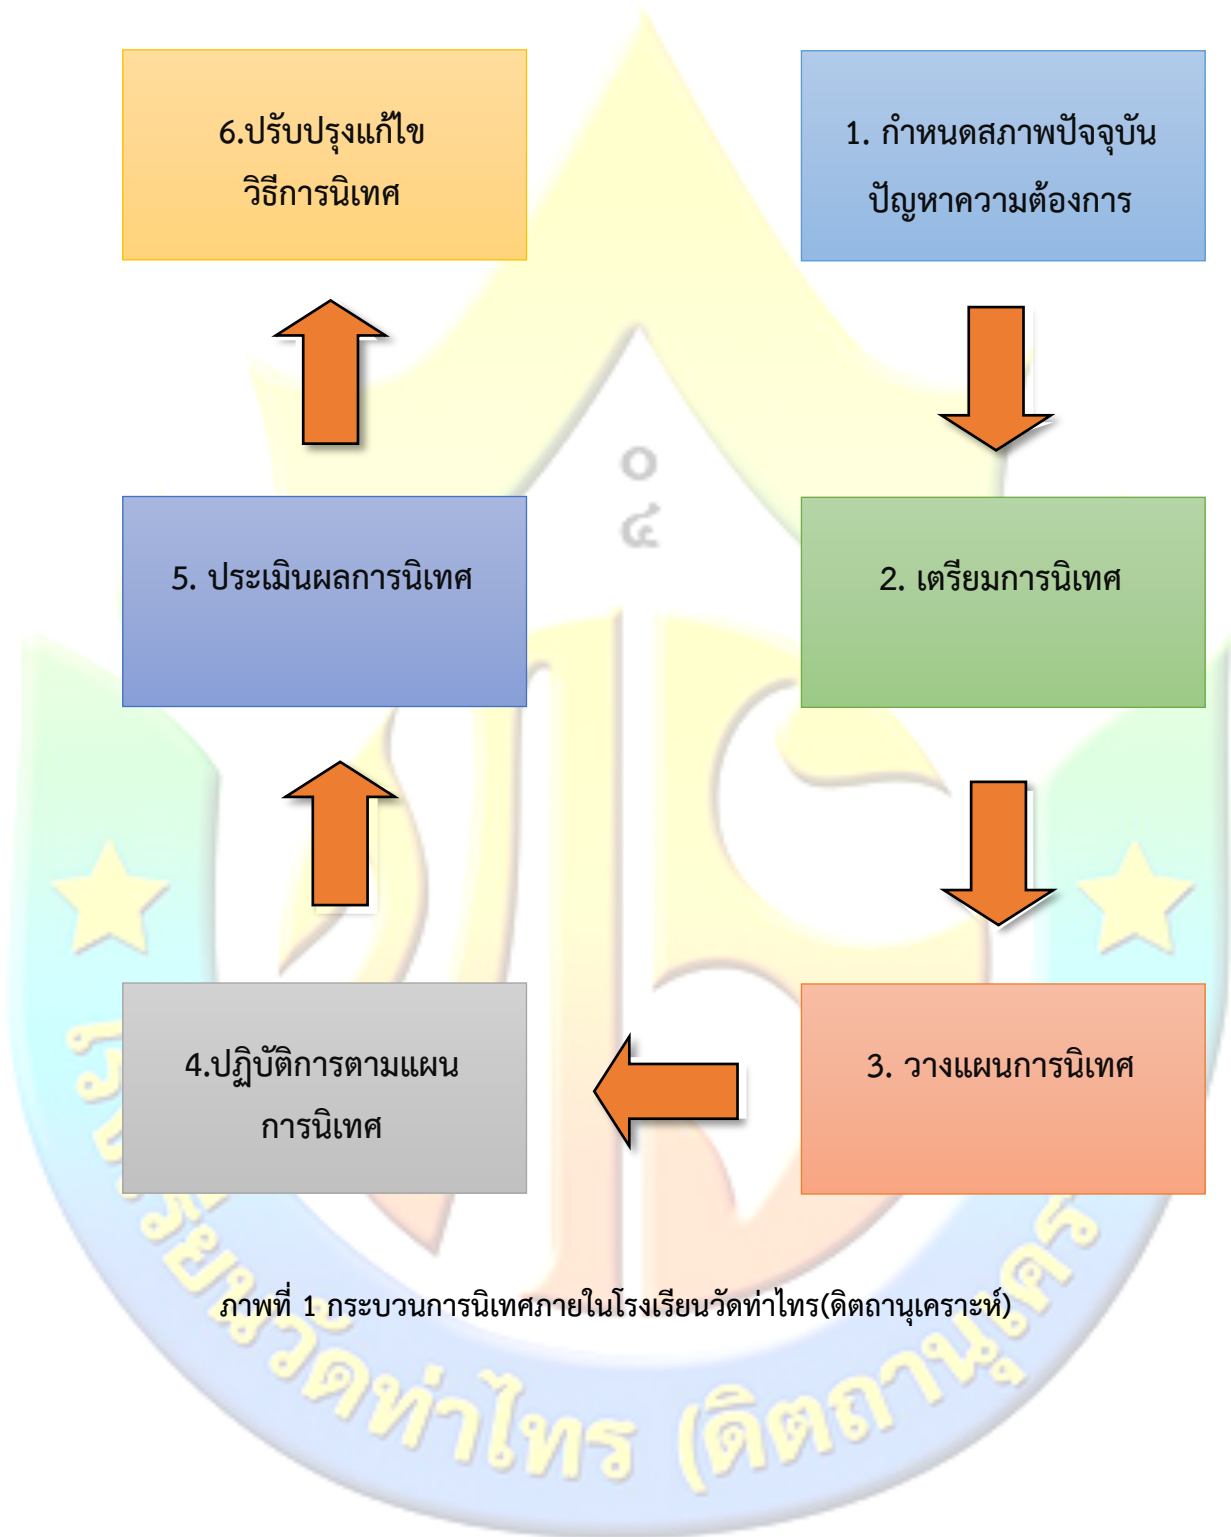 1. กำหนดสภาพปัจจุบัน
ปัญหาความต้องการ
2. เตรียมการนิเทศ
3. วางแผนการนิเทศ
4.ปฏิบัติการตามแผน
การนิเทศ
5. ประเมินผลการนิเทศ
6.ปรับปรุงแก้ไข
วิธีการนิเทศ
๐
๔
ภาพที่ 1 กระบวนการนิเทศภายในโรงเรียนวัดท่าไทร(ดิตถานุเคราะห์)
วัดท่าไทร (ดิตถานุเคร